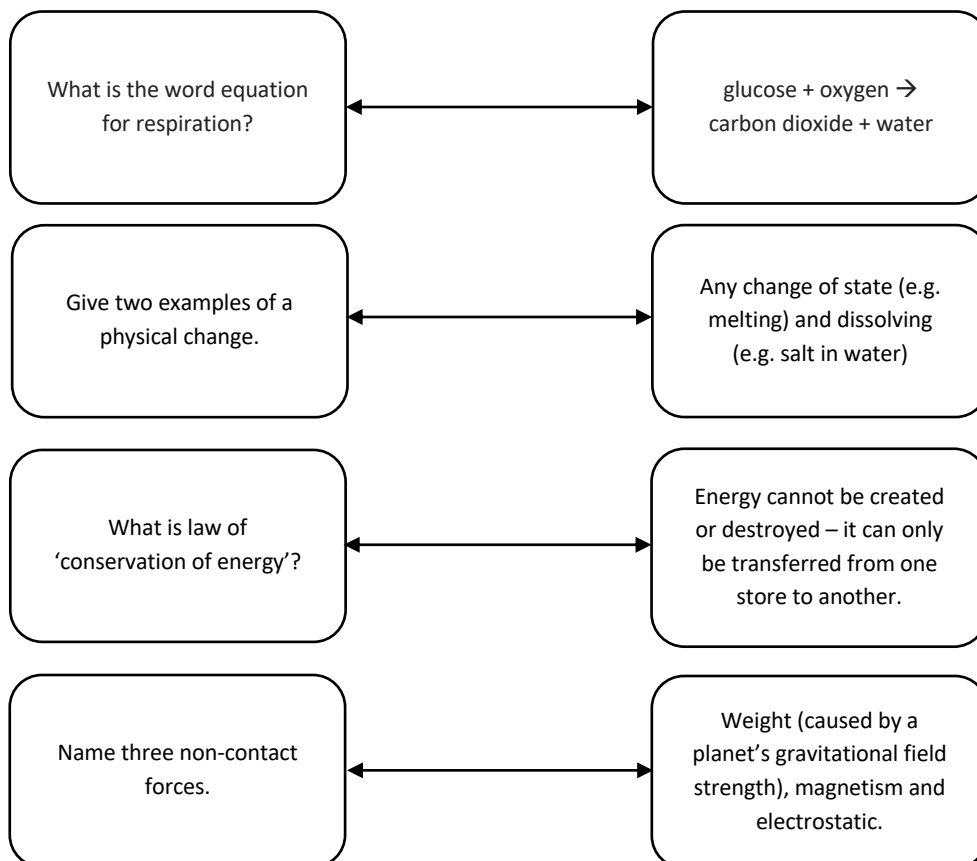 What is the word equation
for respiration?
glucose + oxygen →
carbon dioxide + water
Give two examples of a
physical change.
Any change of state (e.g.
melting) and dissolving
(e.g. salt in water)
What is law of
‘conservation of energy’?
Energy cannot be created
or destroyed – it can only
be transferred from one
store to another.
Name three non-contact
forces.
Weight (caused by a
planet’s gravitational field
strength), magnetism and
electrostatic.